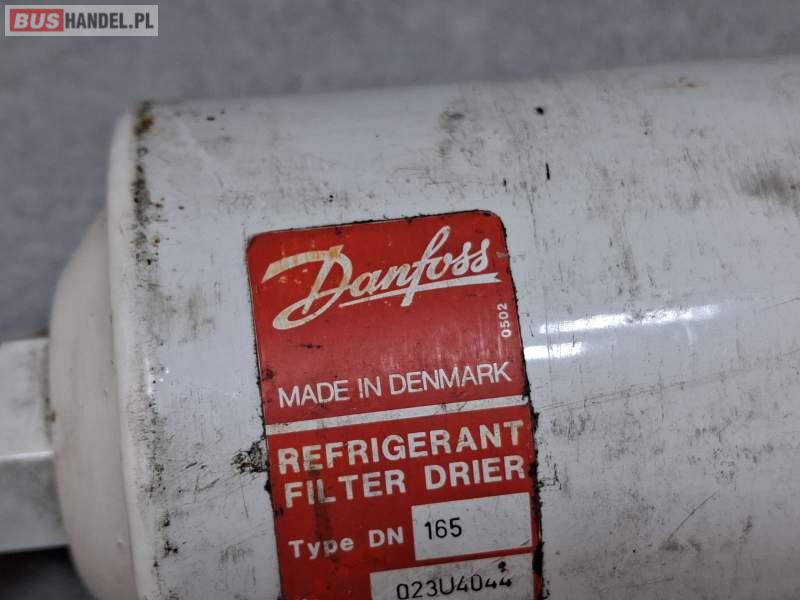 BUSHANDEL.PL
Danfoss
0502
MADE IN DENMARK
REFRIGERANT
FILTER DRIER
Type DN 165
023U4044